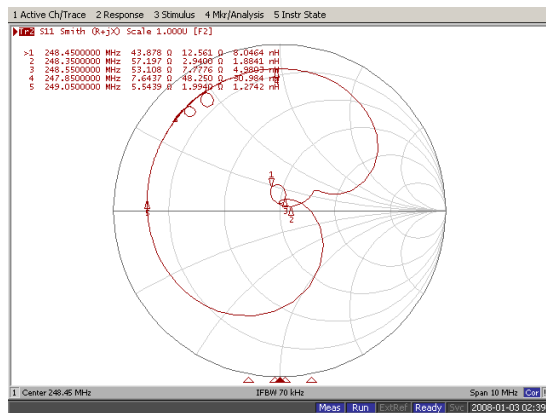 1 Active Ch/Trace 2 Response 3 Stimulus 4 Mkr/Analysis 5 Instr State
Tr2 S11 Smith (R+jX) Scale 1.000U [F2]
>1 248.4500000 MHz 43.878 Ω 12.561 Ω 8.0464 nH
2 248.3500000 MHz 57.197 Ω 2.9400 Ω 1.8841 nH
3 248.5500000 MHz 53.108 Ω 7.7776 Ω 4.9803 nH
4 247.8500000 MHz 7.6437 Ω 48.250 Ω 30.984 nH
5 249.0500000 MHz 5.5439 Ω 1.9940 Ω 1.2742 nH
1
3
2
5
1 Center 248.45 MHz IFBW 70 kHz Span 10 MHz Cor
Meas Run ExtRef Ready Svc 2008-01-03 02:39